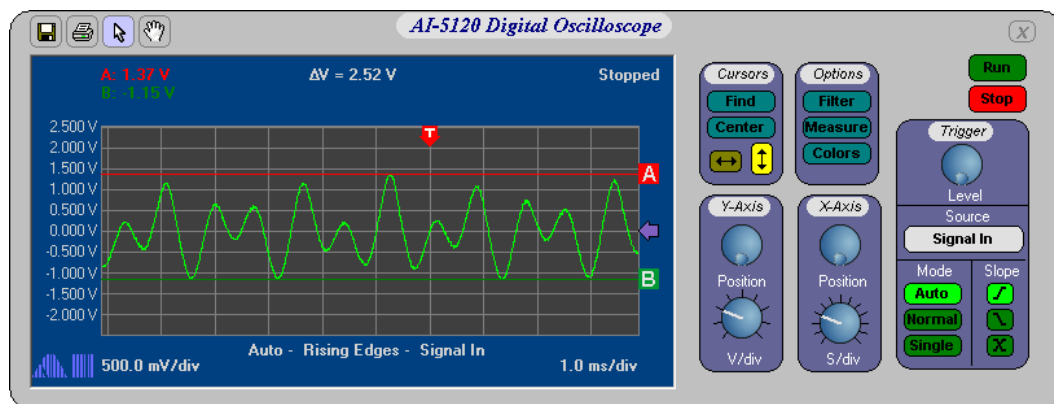 AI-5120 Digital Oscilloscope
X
A: 1.37 V
B: -1.15 V
ΔV = 2.52 V
Stopped
T
2.500 V
2.000 V
1.500 V
1.000 V
0.500 V
0.000 V
-0.500 V
-1.000 V
-1.500 V
-2.000 V
A
B
Auto - Rising Edges - Signal In
500.0 mV/div
1.0 ms/div
Cursors
Find
Center
Options
Filter
Measure
Colors
Run
Stop
Y-Axis
Position
V/div
X-Axis
Position
S/div
Trigger
Level
Source
Signal In
Mode
Slope
Auto
Normal
Single
X